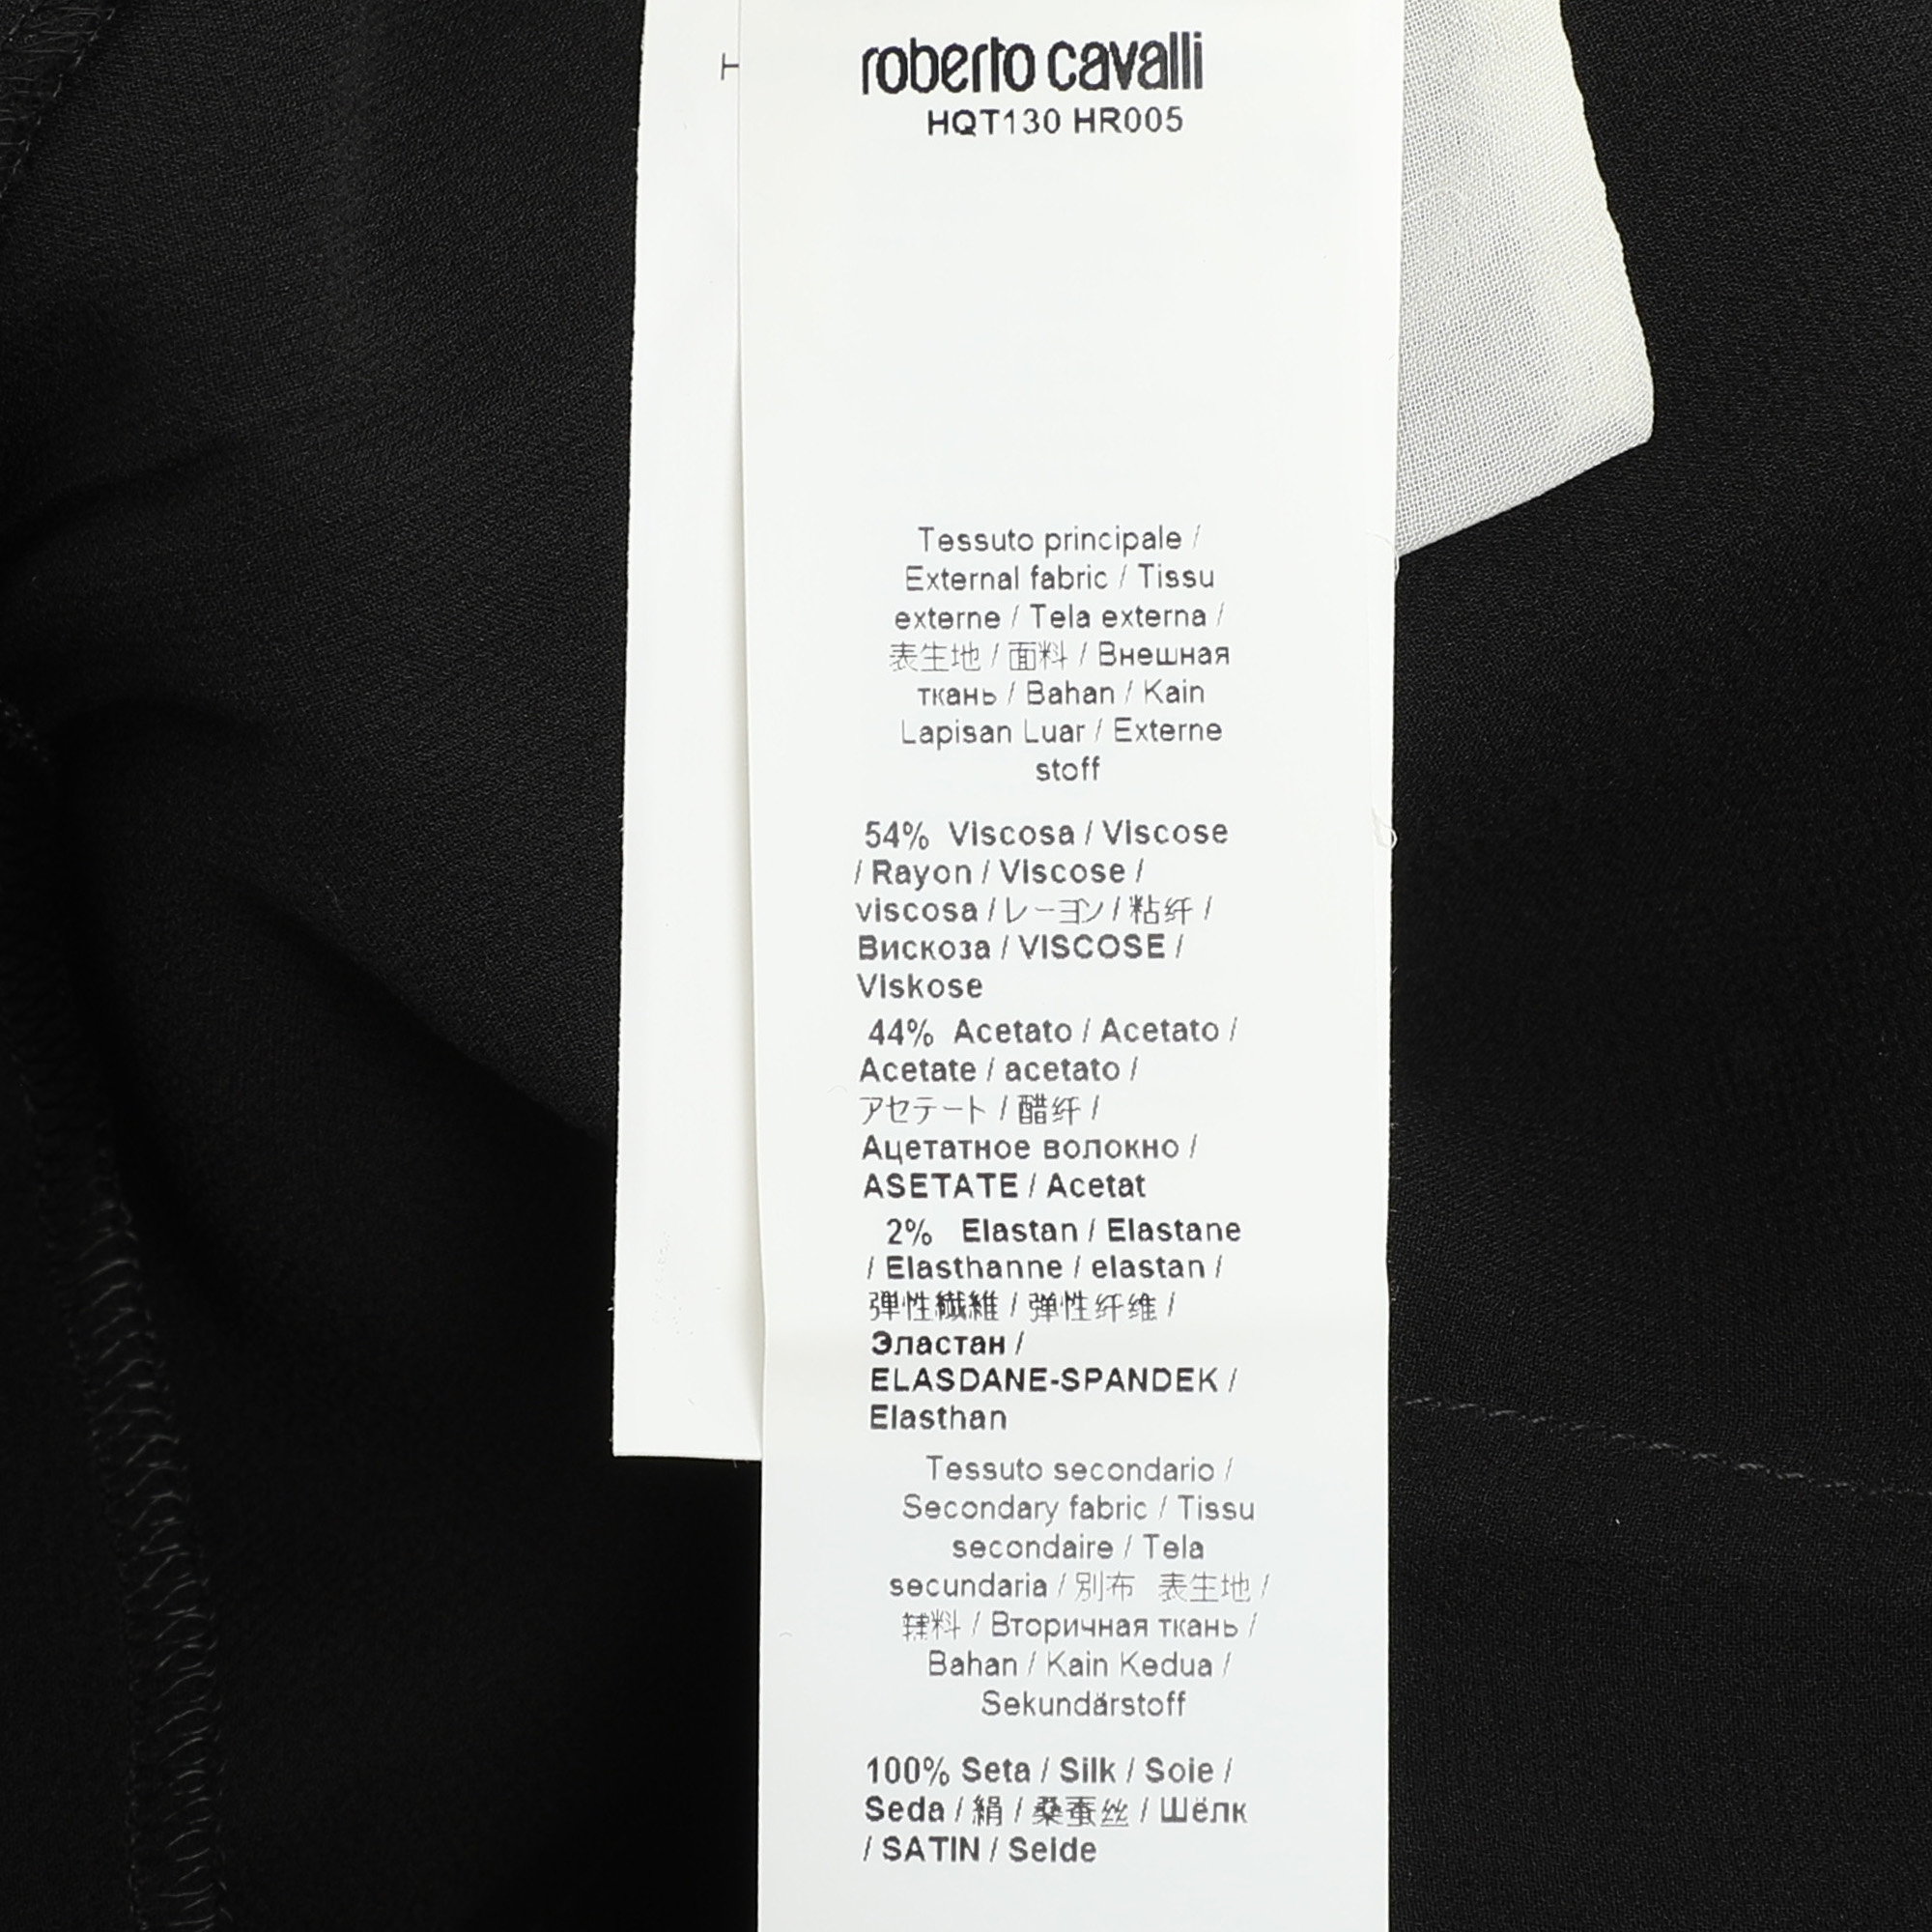 roberto cavalli
HQT130 HR005
Tessuto principale /
External fabric / Tissu
externe / Tela externa /
表生地 / 面料 / Внешная
ткань / Bahan / Kain
Lapisan Luar / Externe
stoff
54% Viscosa / Viscose
/ Rayon / Viscose /
viscosa / レーヨン / 粘纤 /
Вискоза / VISCOSE /
Viskose
44% Acetato / Acetato /
Acetate / acetato /
アセテート / 醋纤 /
Ацетатное волокно /
ASETATE / Acetat
2% Elastan / Elastane
/ Elasthanne / elastan /
弾性繊維 / 弹性纤维 /
Эластан /
ELASDANE-SPANDEK /
Elasthan
Tessuto secondario /
Secondary fabric / Tissu
secondaire / Tela
secundaria / 別布 表生地 /
辅料 / Вторичная ткань /
Bahan / Kain Kedua /
Sekundärstoff
100% Seta / Silk / Soie /
Seda / 絹 / 桑蚕丝 / Шёлк
/ SATIN / Seide